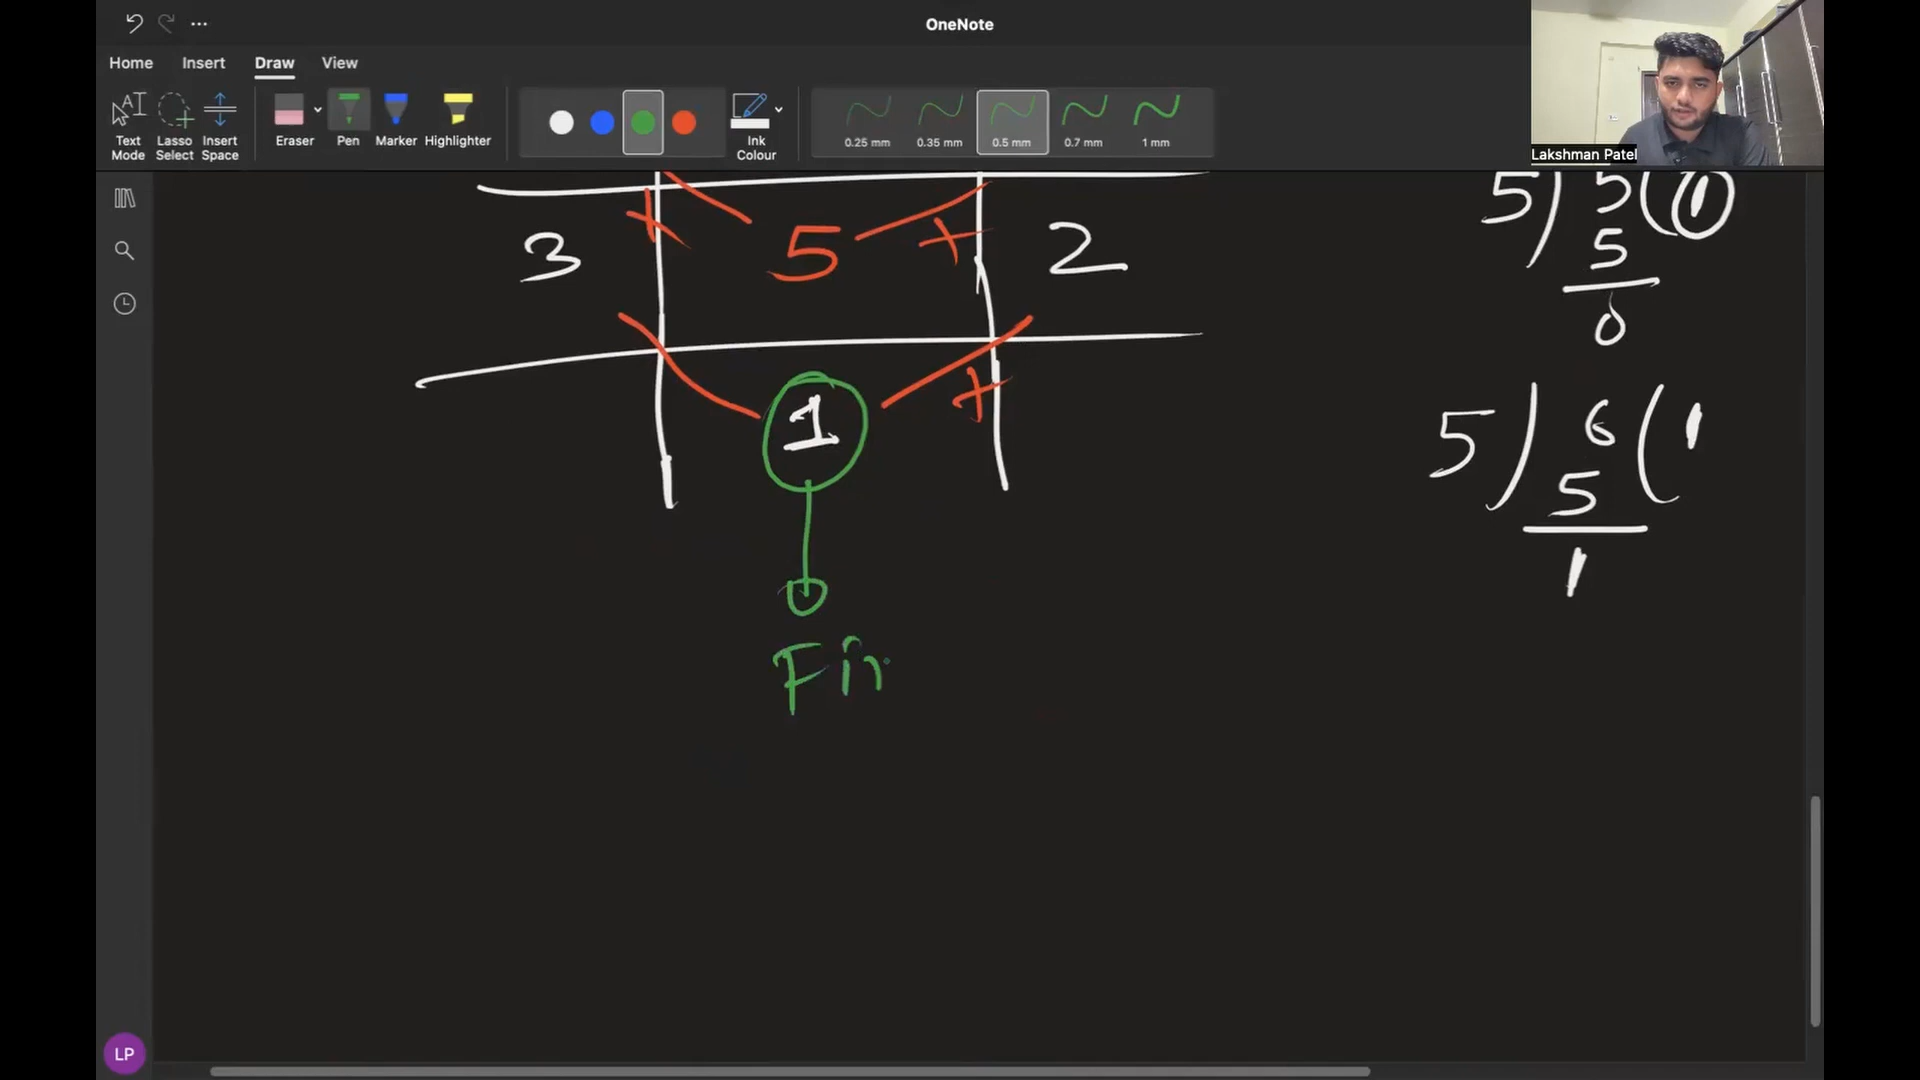 OneNote
Home Insert Draw View
Text Mode
Lasso Select
Insert Space
Eraser
Pen
Marker
Highlighter
Ink Colour
0.25 mm
0.35 mm
0.5 mm
0.7 mm
1 mm
Lakshman Patel
3 + 5 + 2
5) 5 (1
5
0
1 +
5) 6 (1
5
1
Fin
LP